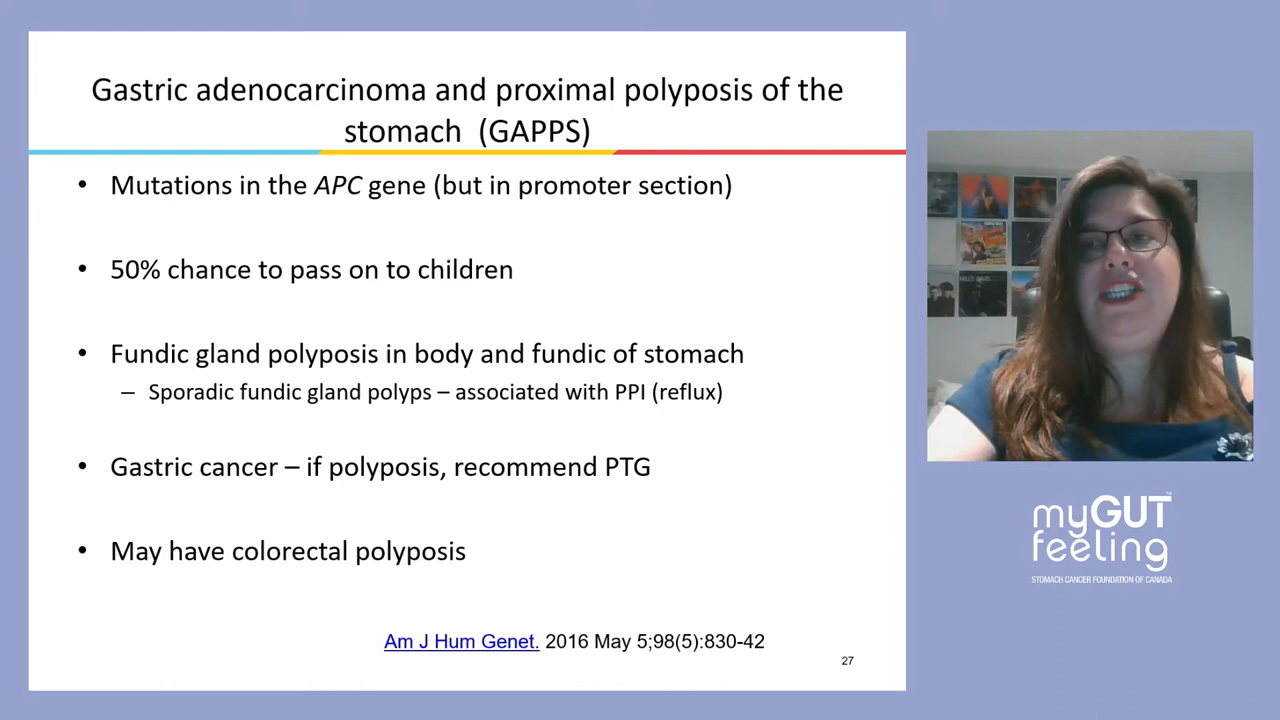 Gastric adenocarcinoma and proximal polyposis of the
stomach (GAPPS)
• Mutations in the APC gene (but in promoter section)
• 50% chance to pass on to children
• Fundic gland polyposis in body and fundic of stomach
– Sporadic fundic gland polyps – associated with PPI (reflux)
• Gastric cancer – if polyposis, recommend PTG
• May have colorectal polyposis
Am J Hum Genet. 2016 May 5;98(5):830-42
27
myGUT
feeling
STOMACH CANCER FOUNDATION OF CANADA